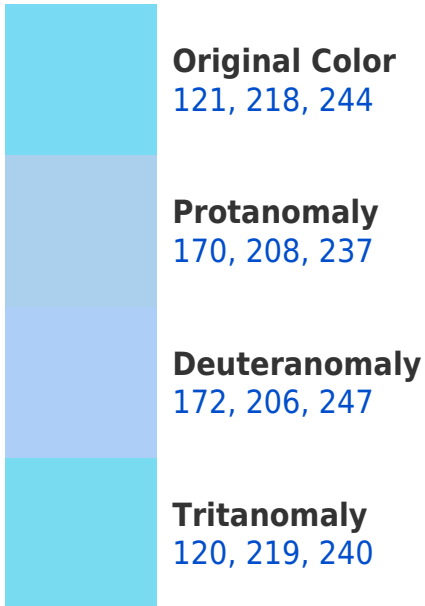 Original Color
121, 218, 244
Protanomaly
170, 208, 237
Deuteranomaly
172, 206, 247
Tritanomaly
120, 219, 240